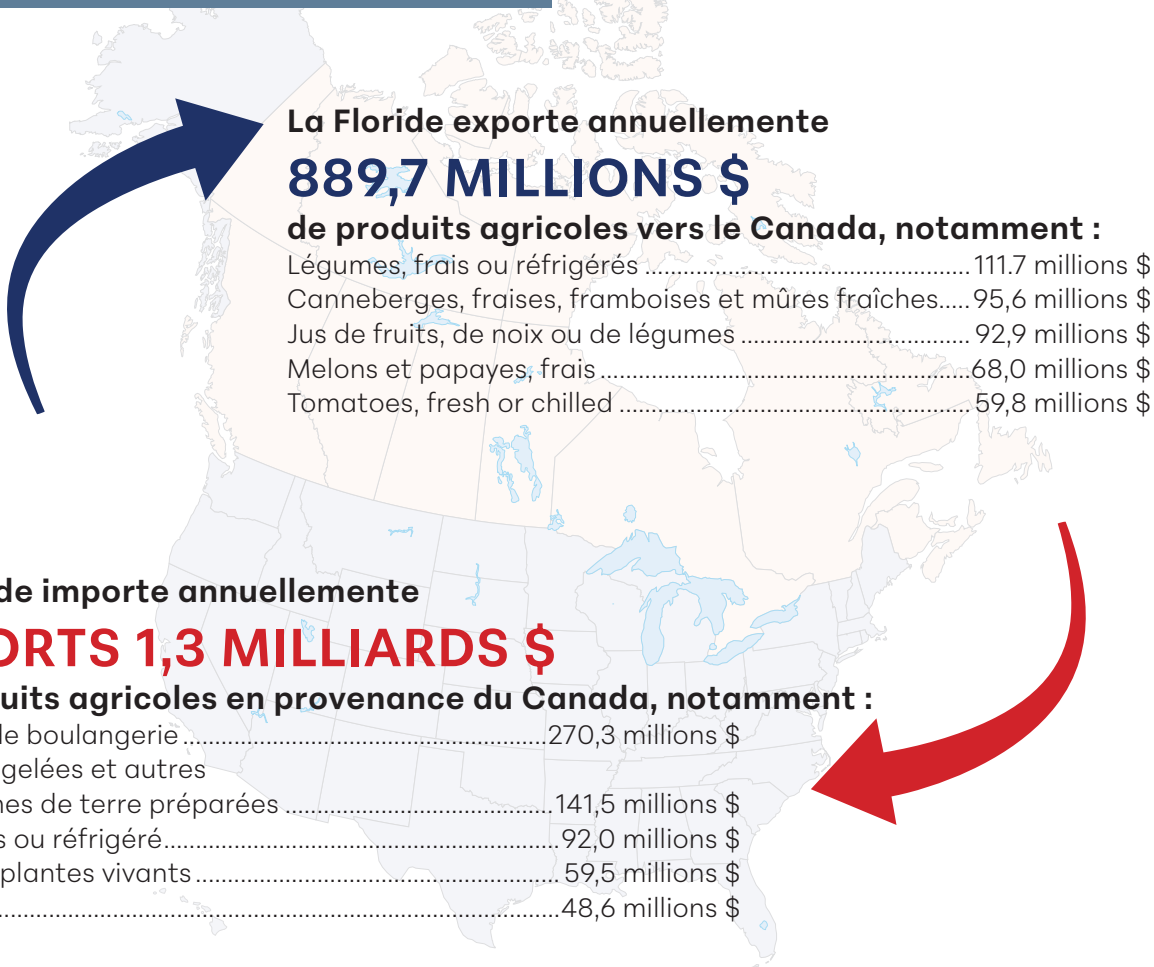 La Floride exporte annuellemente
889,7 MILLIONS $
de produits agricoles vers le Canada, notamment :
Légumes, frais ou réfrigérés ........ 111.7 millions $
Canneberges, fraises, framboises et mûres fraîches..... 95,6 millions $
Jus de fruits, de noix ou de légumes ........ 92,9 millions $
Melons et papayes, frais ........ 68,0 millions $
Tomatoes, fresh or chilled ........ 59,8 millions $
de importe annuellemente
ORTS 1,3 MILLIARDS $
uits agricoles en provenance du Canada, notamment :
de boulangerie ........ 270,3 millions $
gelées et autres
nes de terre préparées ........ 141,5 millions $
s ou réfrigéré ........ 92,0 millions $
plantes vivants ........ 59,5 millions $
........ 48,6 millions $